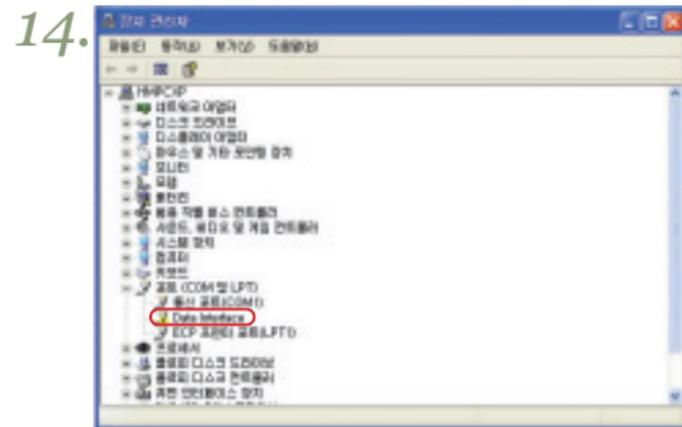 14.
장치 관리자
파일(F) 동작(A) 보기(V) 도움말(H)
HMPCXP
네트워크 어댑터
디스크 드라이브
디스플레이 어댑터
마우스 및 기타 포인팅 장치
모니터
모뎀
배터리
범용 직렬 버스 컨트롤러
사운드, 비디오 및 게임 컨트롤러
시스템 장치
컴퓨터
키보드
포트 (COM 및 LPT)
통신 포트(COM1)
Data Interface
ECP 프린터 포트(LPT1)
프로세서
플로피 디스크 드라이브
플로피 디스크 컨트롤러
휴먼 인터페이스 장치